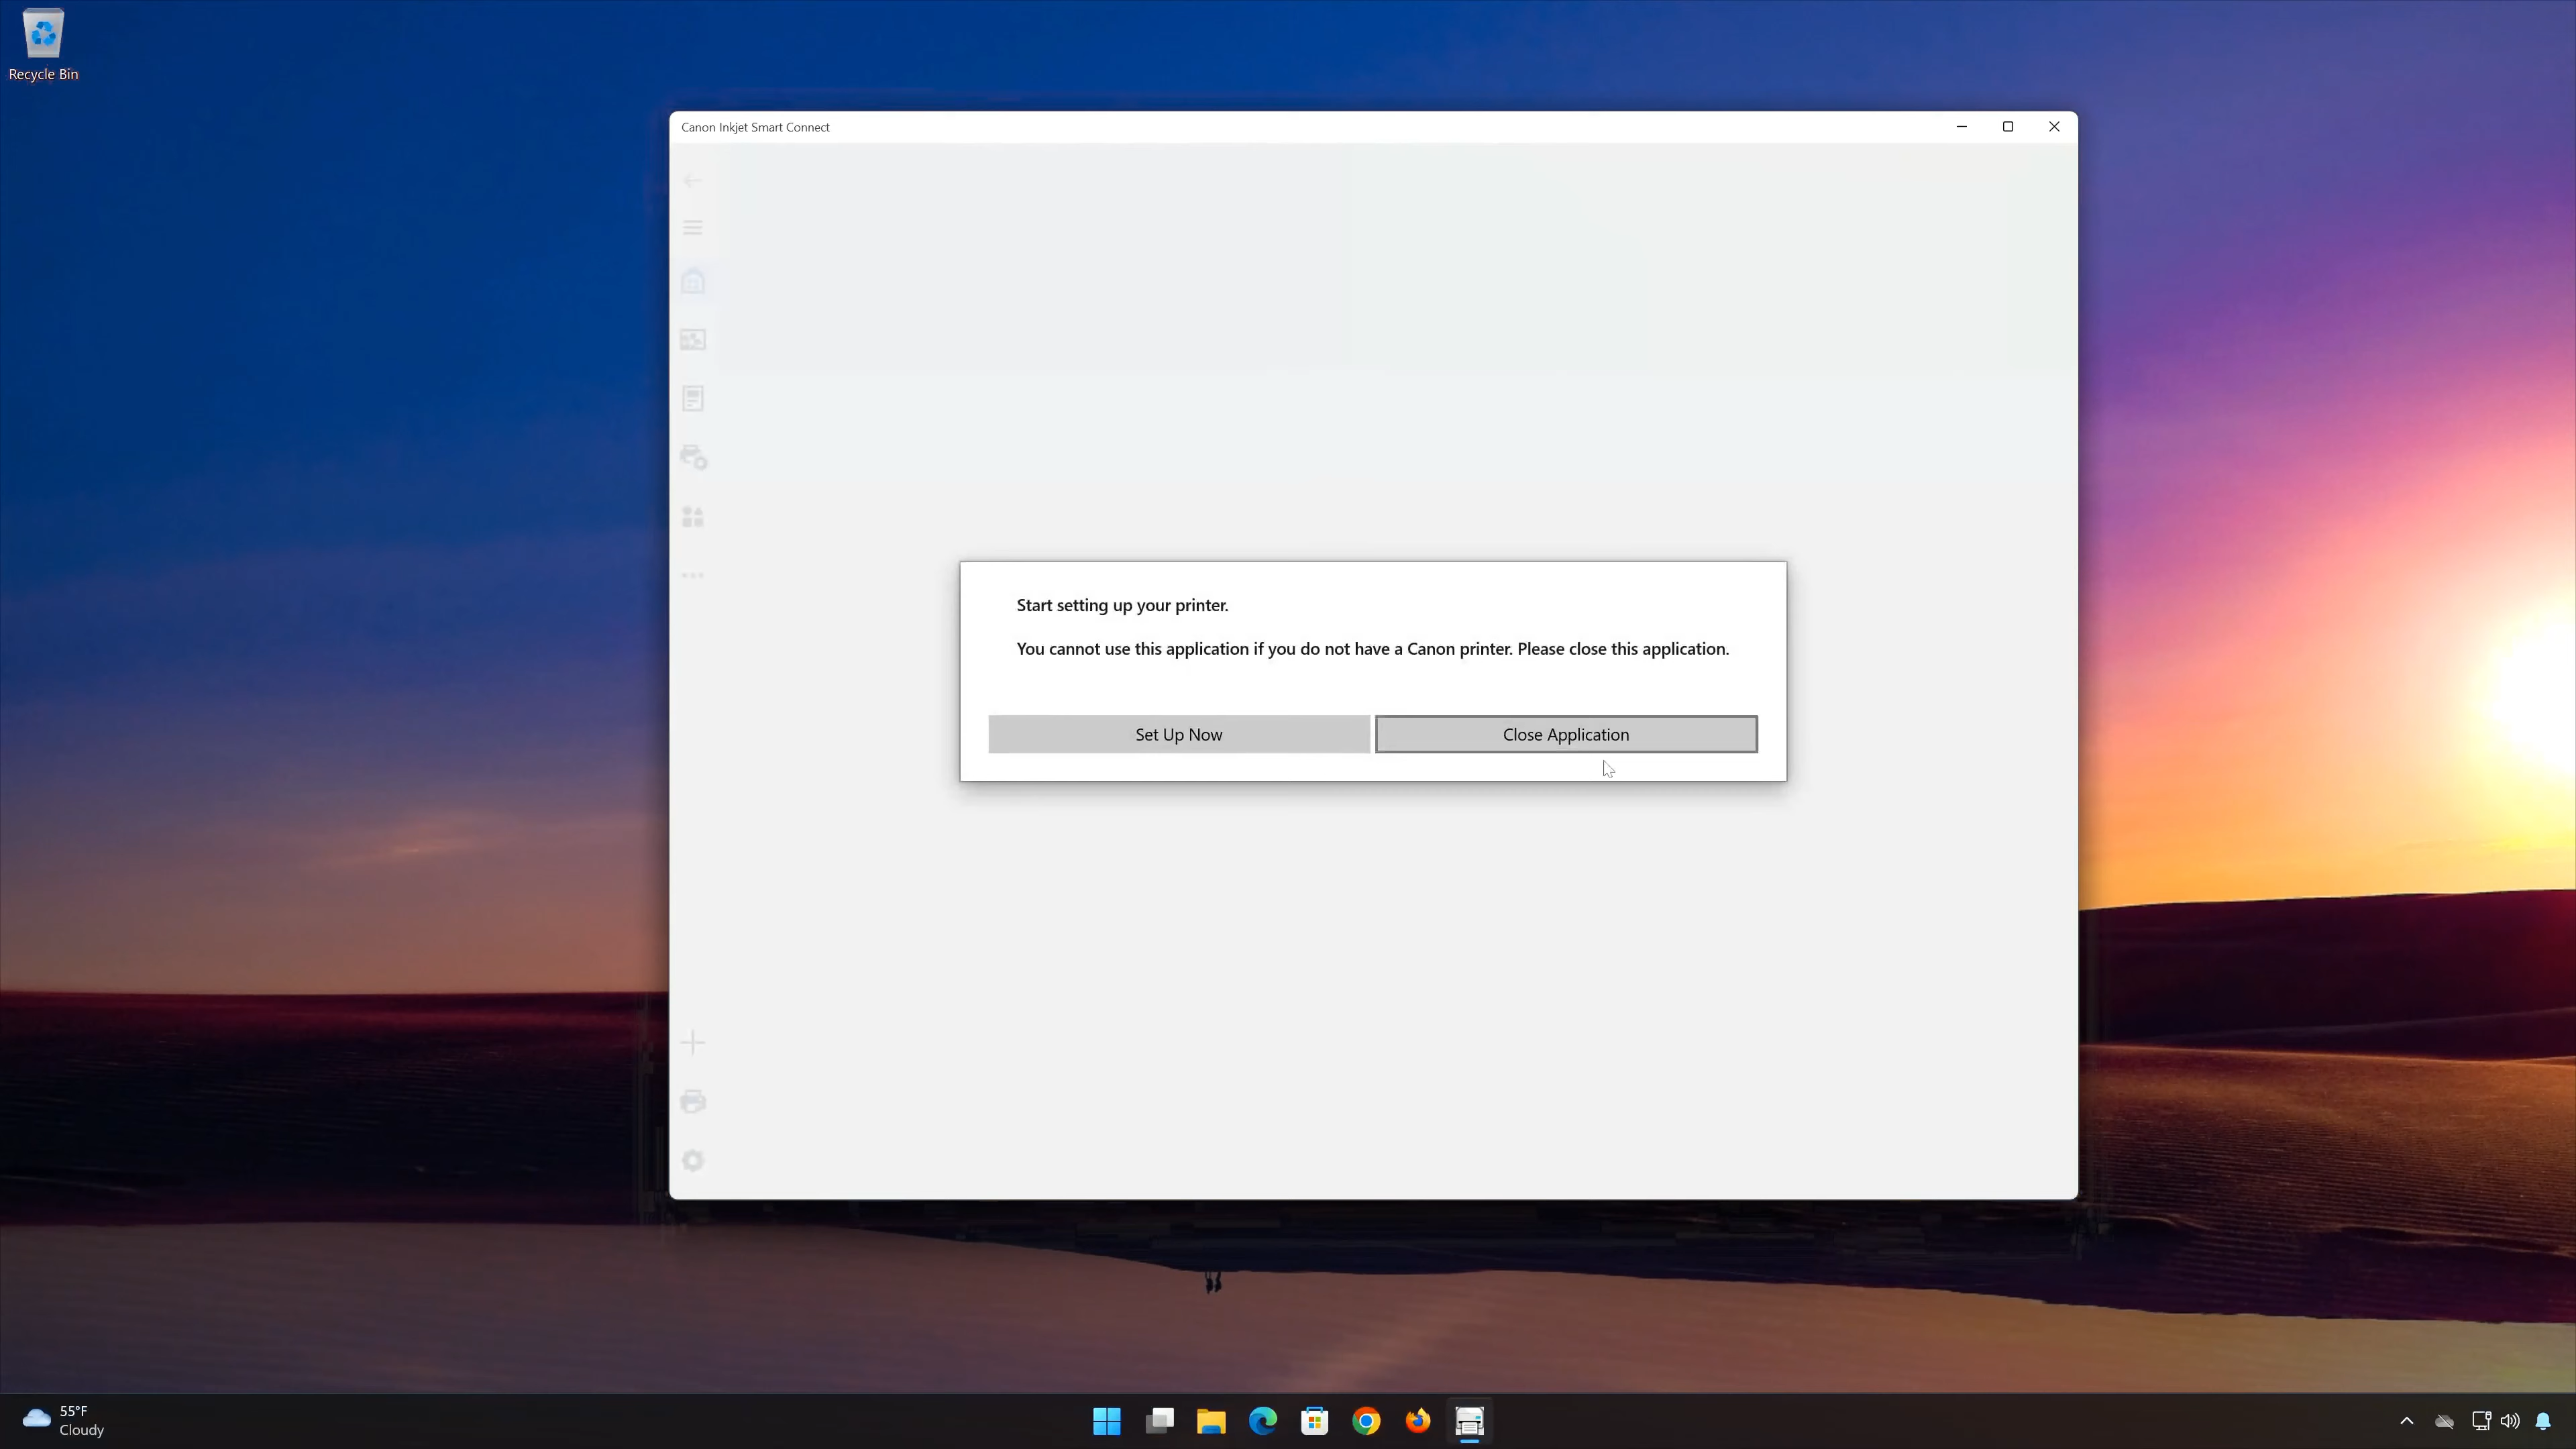 Recycle Bin
Canon Inkjet Smart Connect
Start setting up your printer.
You cannot use this application if you do not have a Canon printer. Please close this application.
Set Up Now
Close Application
55°F
Cloudy